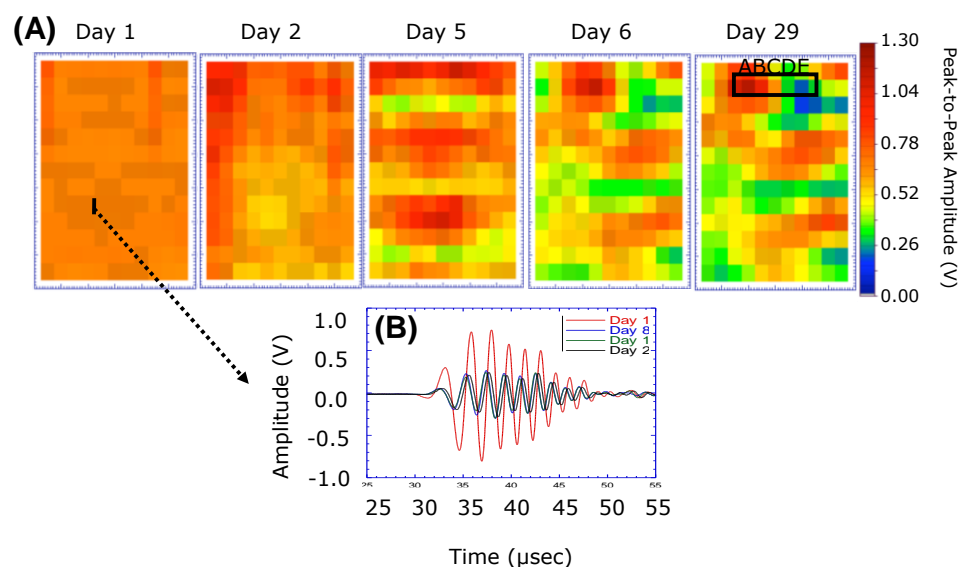 (A)
Day 1
Day 2
Day 5
Day 6
Day 29
ABCDE
1.30
1.04
0.78
0.52
0.26
0.00
Peak-to-Peak Amplitude (V)
(B)
Day 1
Day 8
Day 1
Day 2
1.0
0.5
0.0
-0.5
-1.0
Amplitude (V)
25 30 35 40 45 50 55
25 35 40 45 50 55
Time (µsec)